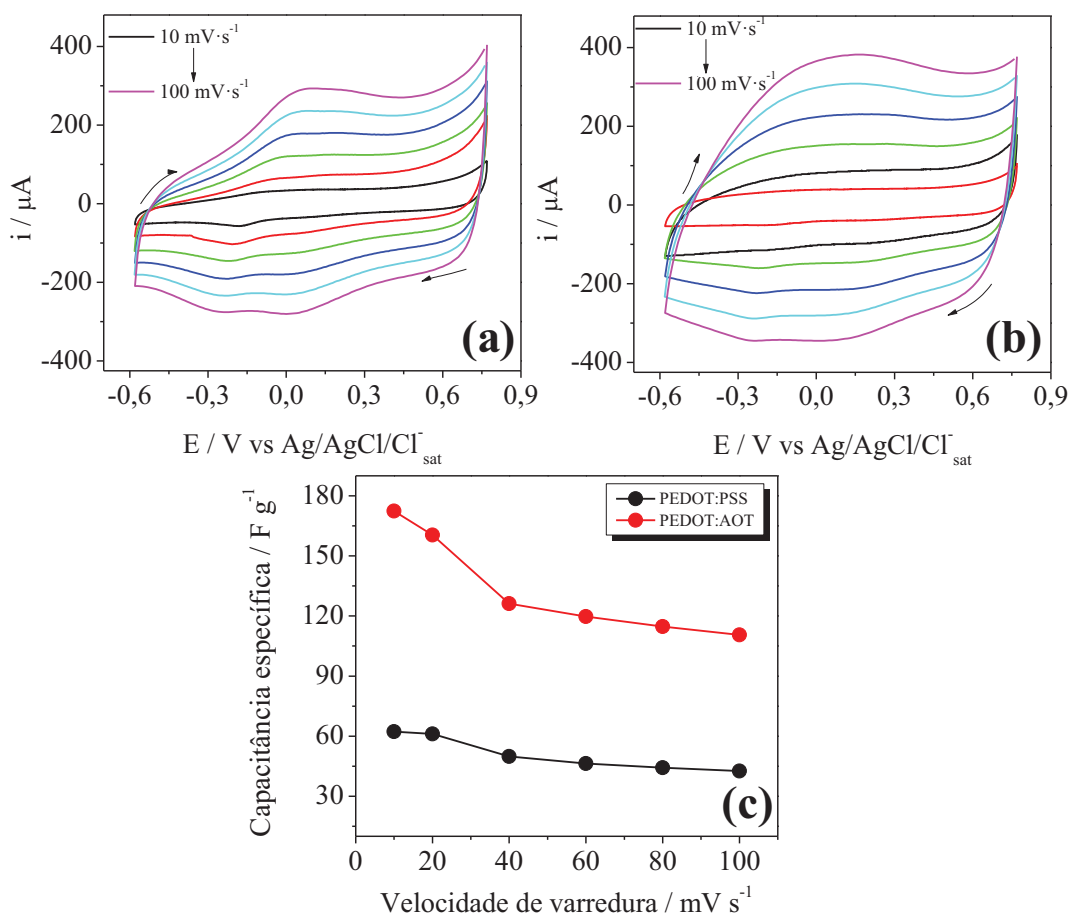 400
200
0
-200
-400
i / μA
10 mV·s⁻¹
100 mV·s⁻¹
(a)
-0,6 -0,3 0,0 0,3 0,6 0,9
E / V vs Ag/AgCl/Cl⁻sat
400
200
0
-200
-400
i / μA
10 mV·s⁻¹
100 mV·s⁻¹
(b)
-0,6 -0,3 0,0 0,3 0,6 0,9
E / V vs Ag/AgCl/Cl⁻sat
180
150
120
90
60
30
Capacitância específica / F g⁻¹
PEDOT:PSS
PEDOT:AOT
(c)
0 20 40 60 80 100
Velocidade de varredura / mV s⁻¹